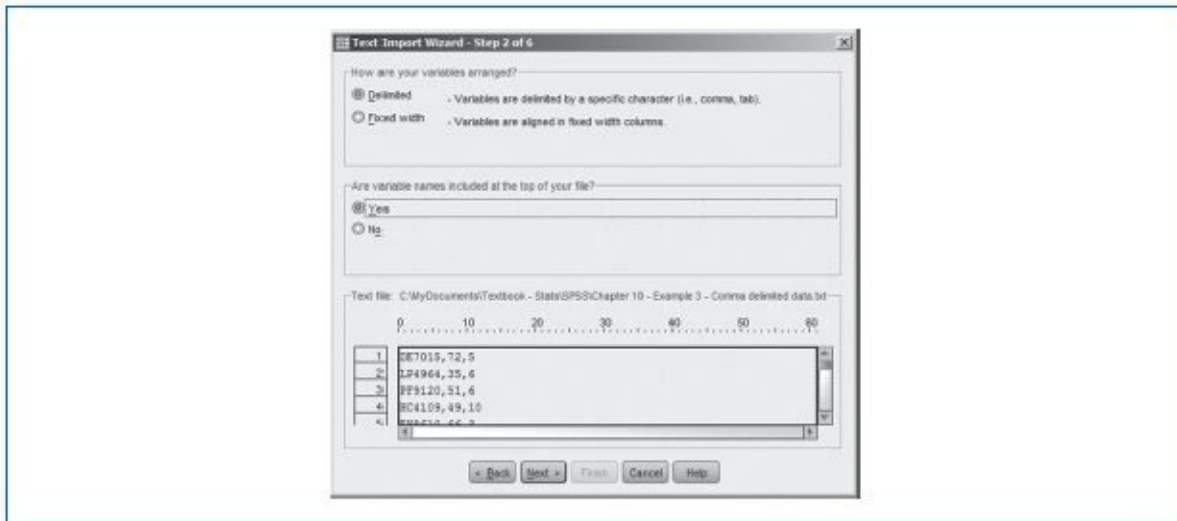 Text Import Wizard - Step 2 of 6
How are your variables arranged?
Delimited - Variables are delimited by a specific character (i.e., comma, tab).
Fixed width - Variables are aligned in fixed width columns.
Are variable names included at the top of your file?
Yes
No
Text file: C:\MyDocuments\Textbook - Stats\SPSS\Chapter 10 - Example 3 - Comma delimited data.txt
0 10 20 30 40 50 60
1 DE7015,72,5
2 LP4964,35,6
3 PF9120,51,6
4 HC4109,49,10
< Back Next > Finish Cancel Help